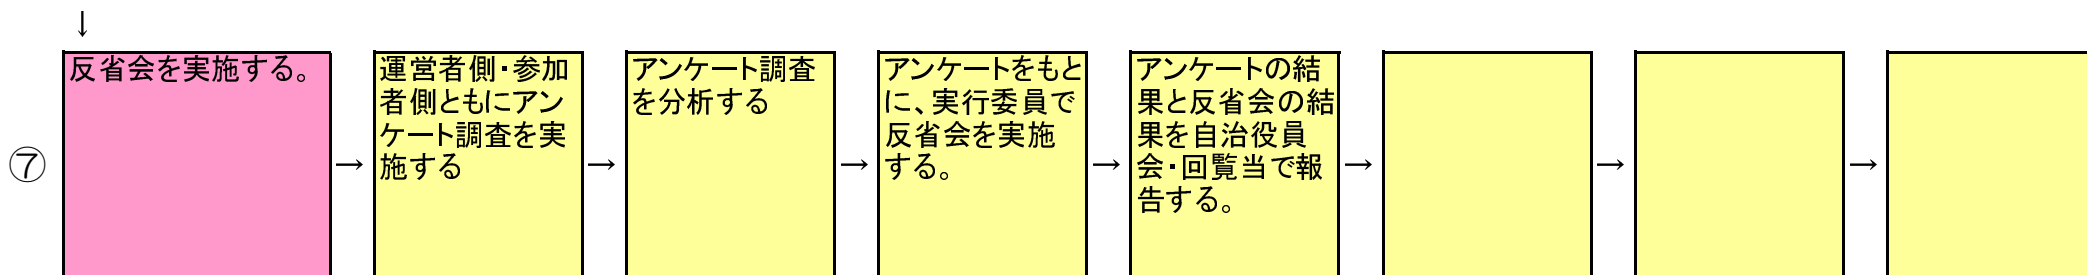 ↓
⑦
反省会を実施する。
→
運営者側・参加
者側ともにアン
ケート調査を実
施する
→
アンケート調査
を分析する
→
アンケートをもと
に、実行委員で
反省会を実施
する。
→
アンケートの結
果と反省会の結
果を自治役員
会・回覧当で報
告する。
→
→
→